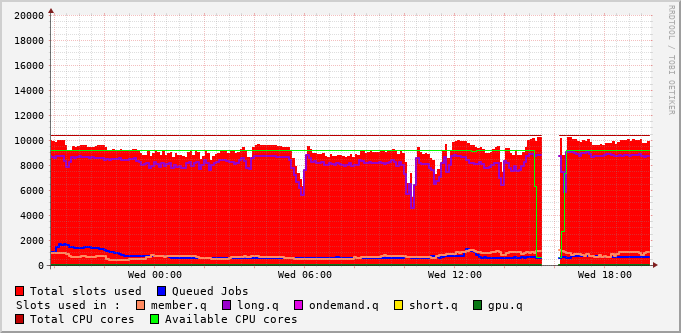 20000
18000
16000
14000
12000
10000
8000
6000
4000
2000
0
Wed 00:00 Wed 06:00 Wed 12:00 Wed 18:00
RRDTOOL / TOBI OETIKER
Total slots used Queued Jobs
Slots used in : member.q long.q ondemand.q short.q gpu.q
Total CPU cores Available CPU cores